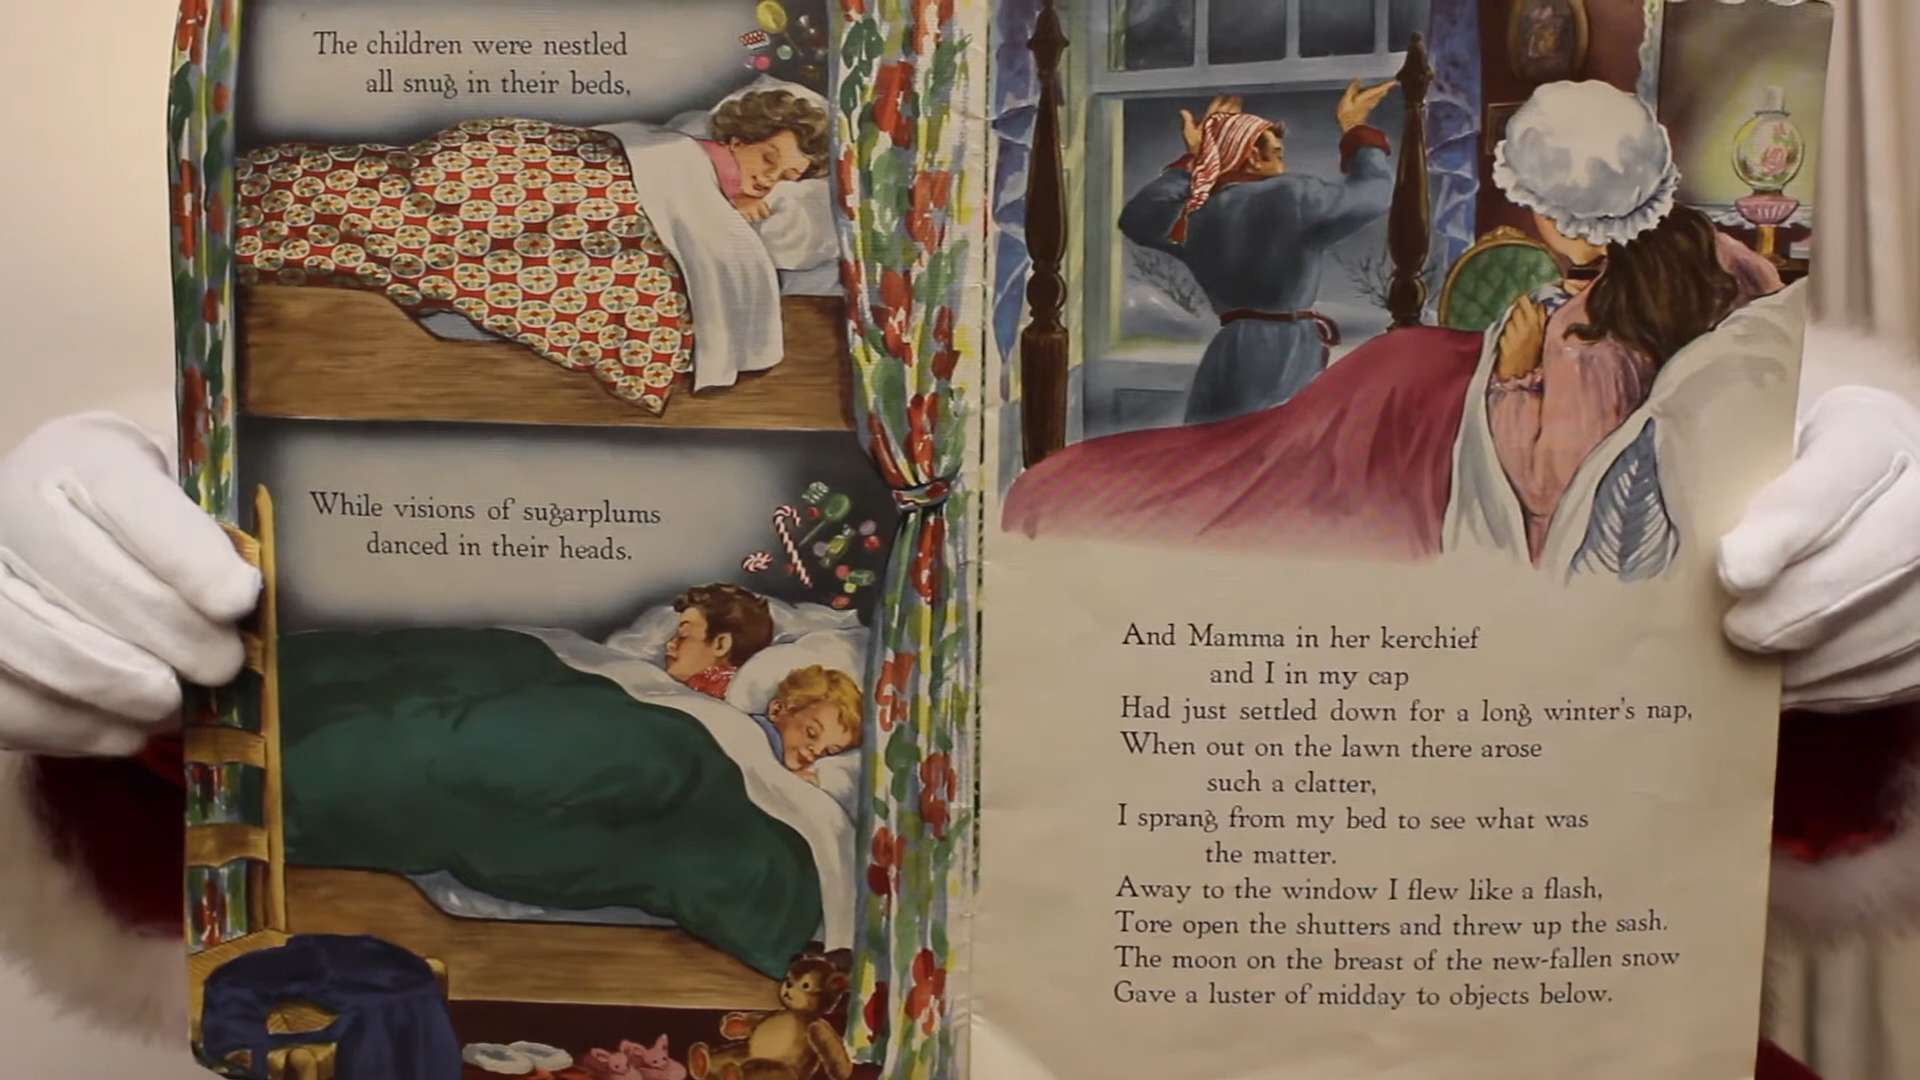 The children were nestled
all snug in their beds,
While visions of sugarplums
danced in their heads.
And Mamma in her kerchief
and I in my cap
Had just settled down for a long winter's nap,
When out on the lawn there arose
such a clatter,
I sprang from my bed to see what was
the matter.
Away to the window I flew like a flash,
Tore open the shutters and threw up the sash.
The moon on the breast of the new-fallen snow
Gave a luster of midday to objects below.